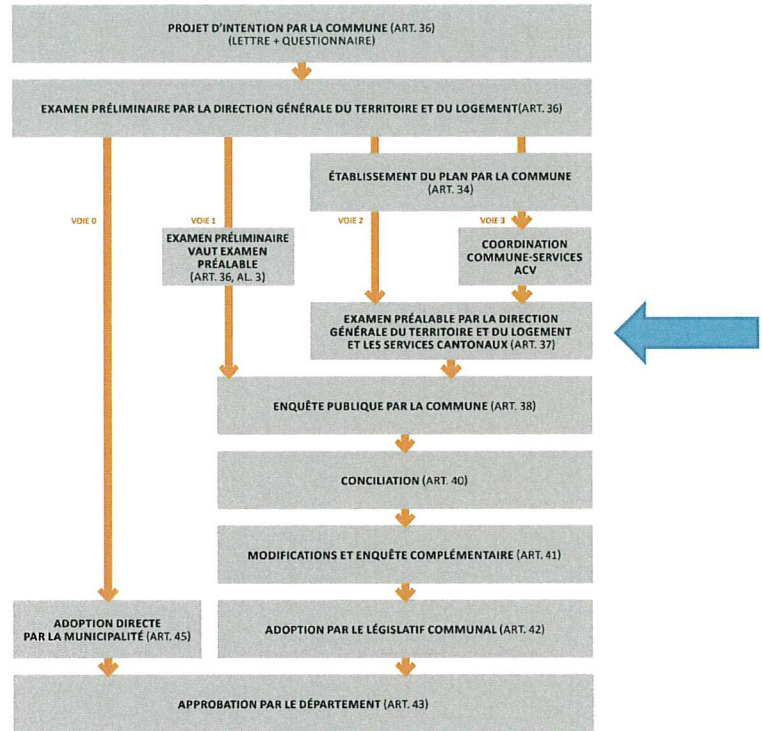 PROJET D'INTENTION PAR LA COMMUNE (ART. 36)
(LETTRE + QUESTIONNAIRE)
EXAMEN PRÉLIMINAIRE PAR LA DIRECTION GÉNÉRALE DU TERRITOIRE ET DU LOGEMENT(ART. 36)
ÉTABLISSEMENT DU PLAN PAR LA COMMUNE
(ART. 34)
VOIE 0
VOIE 1
VOIE 2
VOIE 3
EXAMEN PRÉLIMINAIRE
VAUT EXAMEN
PRÉALABLE
(ART. 36, AL. 3)
COORDINATION
COMMUNE-SERVICES
ACV
EXAMEN PRÉALABLE PAR LA DIRECTION
GÉNÉRALE DU TERRITOIRE ET DU LOGEMENT
ET LES SERVICES CANTONAUX (ART. 37)
ENQUÊTE PUBLIQUE PAR LA COMMUNE (ART. 38)
CONCILIATION (ART. 40)
MODIFICATIONS ET ENQUÊTE COMPLÉMENTAIRE (ART. 41)
ADOPTION DIRECTE
PAR LA MUNICIPALITÉ (ART. 45)
ADOPTION PAR LE LÉGISLATIF COMMUNAL (ART. 42)
APPROBATION PAR LE DÉPARTEMENT (ART. 43)